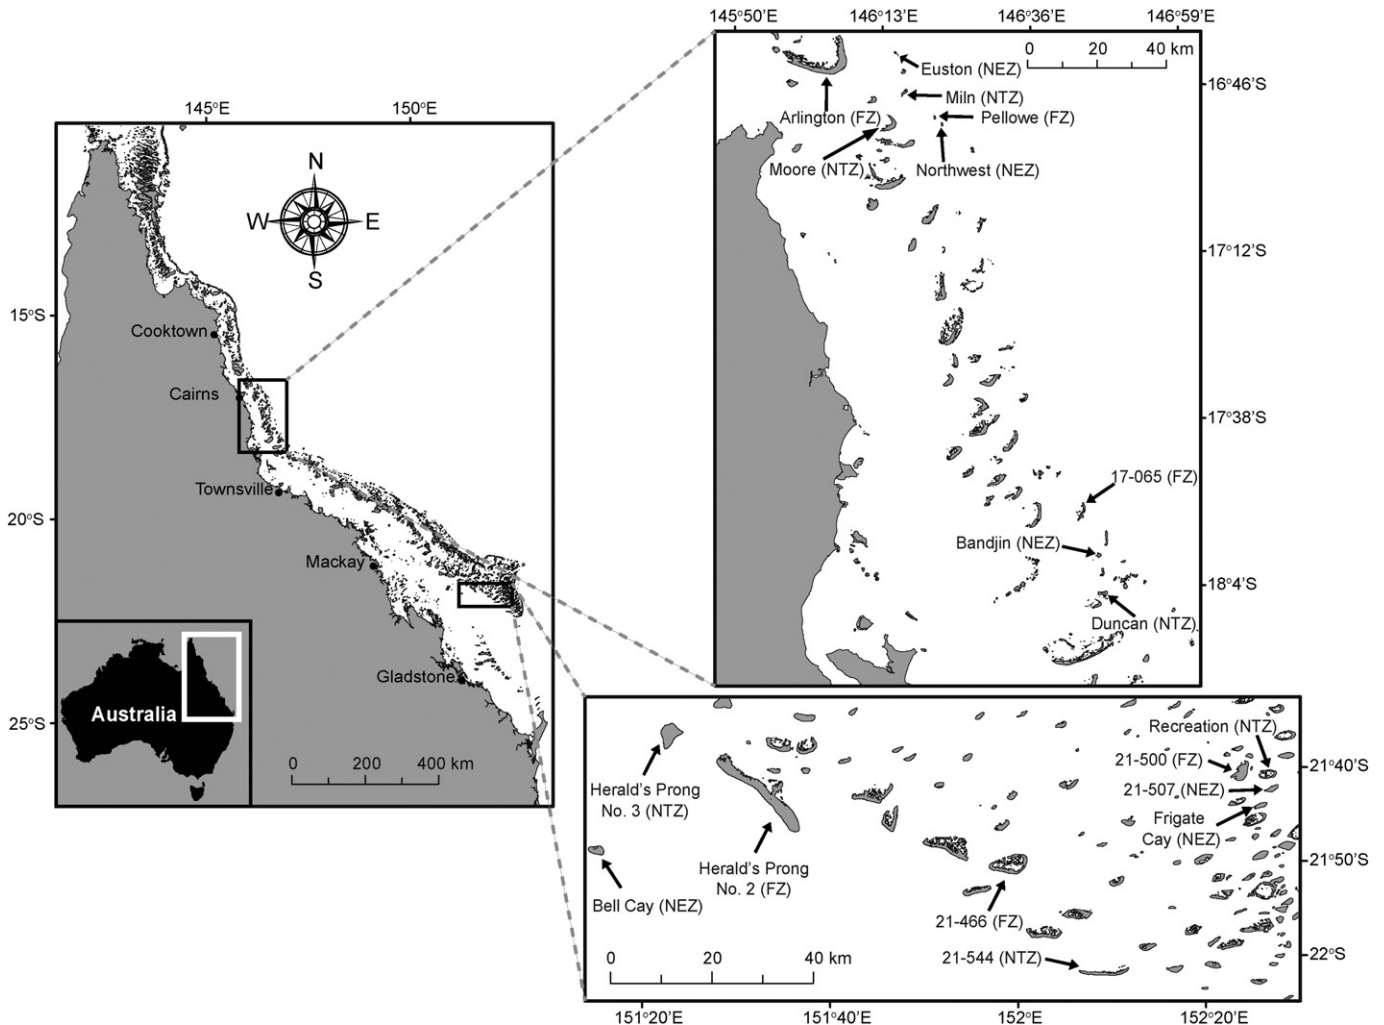 145°E
150°E
N
W
E
S
15°S
20°S
25°S
Cooktown
Cairns
Townsville
Mackay
Gladstone
Australia
0
200
400 km
145°50'E
146°13'E
146°36'E
146°59'E
0
20
40 km
Euston (NEZ)
Miln (NTZ)
Arlington (FZ)
Pellowe (FZ)
Moore (NTZ)
Northwest (NEZ)
17-065 (FZ)
Bandjin (NEZ)
Duncan (NTZ)
16°46'S
17°12'S
17°38'S
18°4'S
Recreation (NTZ)
21-500 (FZ)
21-507 (NEZ)
Frigate
Cay (NEZ)
Herald's Prong
No. 3 (NTZ)
Herald's Prong
No. 2 (FZ)
Bell Cay (NEZ)
21-466 (FZ)
21-544 (NTZ)
0
20
40 km
21°40'S
21°50'S
22°S
151°20'E
151°40'E
152°E
152°20'E